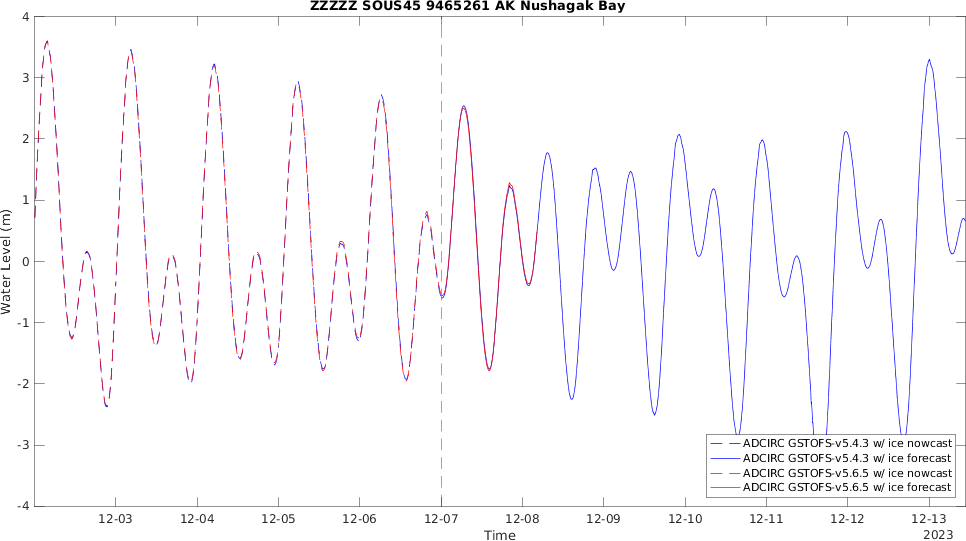 ZZZZZ SOUS45 9465261 AK Nushagak Bay
4
3
2
1
0
-1
-2
-3
-4
Water Level (m)
ADCIRC GSTOFS-v5.4.3 w/ ice nowcast
ADCIRC GSTOFS-v5.4.3 w/ ice forecast
ADCIRC GSTOFS-v5.6.5 w/ ice nowcast
ADCIRC GSTOFS-v5.6.5 w/ ice forecast
12-03 12-04 12-05 12-06 12-07 12-08 12-09 12-10 12-11 12-12 12-13
Time 2023